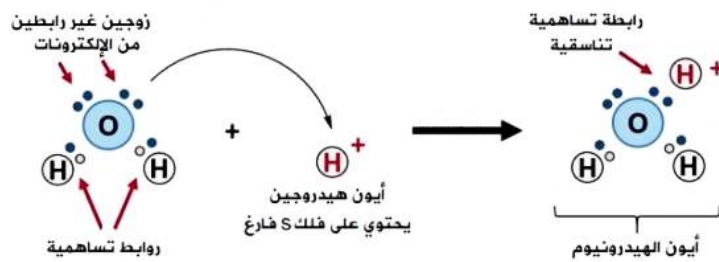 زوجين غير رابطين
من الإلكترونات
O
H
H
روابط تساهمية
+
H +
أيون هيدروجين
يحتوي على فلك S فارغ
رابطة تساهمية
تناسقية
H +
O
H
H
أيون الهيدرونيوم